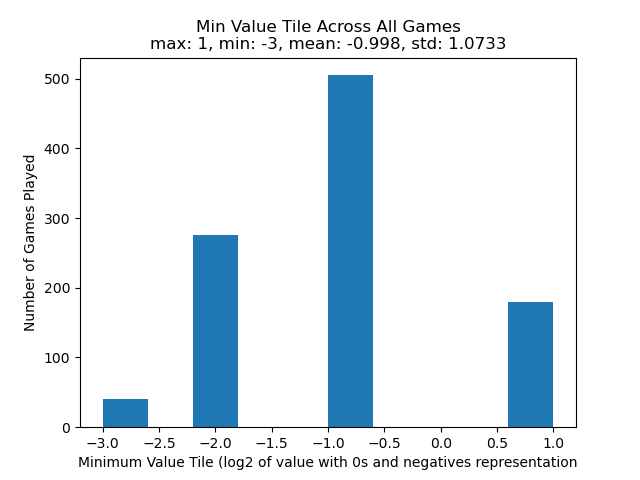 Min Value Tile Across All Games
max: 1, min: -3, mean: -0.998, std: 1.0733
500
400
300
200
100
0
Number of Games Played
−3.0 −2.5 −2.0 −1.5 −1.0 −0.5 0.0 0.5 1.0
Minimum Value Tile (log2 of value with 0s and negatives representation